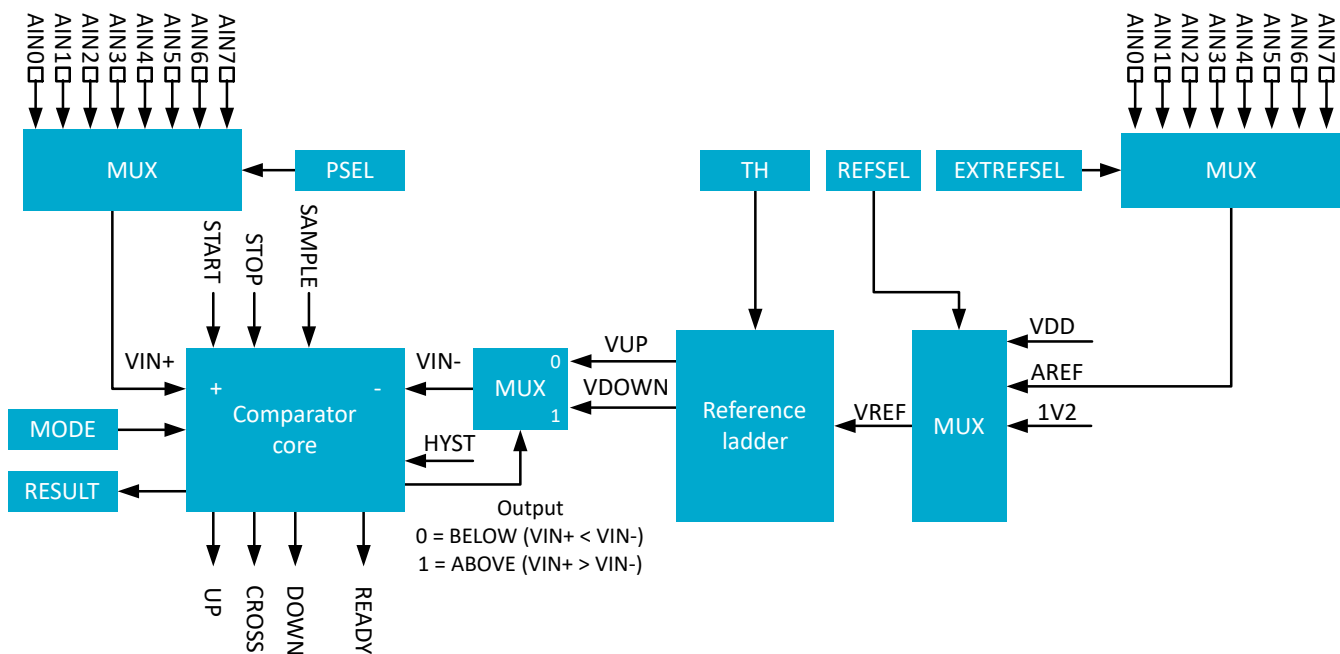 AIN0
AIN1
AIN2
AIN3
AIN4
AIN5
AIN6
AIN7
AIN0
AIN1
AIN2
AIN3
AIN4
AIN5
AIN6
AIN7
MUX
PSEL
TH
REFSEL
EXTREFSEL
MUX
START
STOP
SAMPLE
VIN+
VIN-
VUP
VDD
+
-
0
MUX
1
VDOWN
AREF
Comparator
core
Reference
ladder
VREF
MUX
1V2
MODE
HYST
RESULT
Output
0 = BELOW (VIN+ < VIN-)
1 = ABOVE (VIN+ > VIN-)
UP
CROSS
DOWN
READY